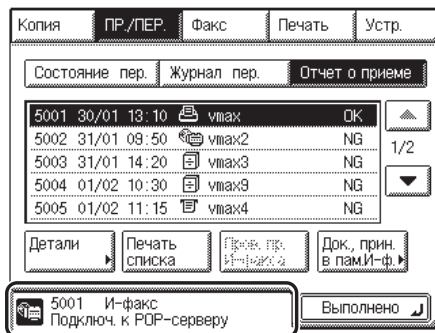 Копия ПР./ПЕР. Факс Печать Устр.
Состояние пер. Журнал пер. Отчет о приеме
5001 30/01 13:10 vmax OK
5002 31/01 09:50 vmax2 NG
5003 31/01 14:20 vmax3 NG
1/2
5004 01/02 10:30 vmax9 NG
5005 01/02 11:15 vmax4 NG
Детали Печать списка Пров. пр. И-факса Док., прин. в пам.И-ф.
5001 И-факс
Подключ. к POP-серверу
Выполнено